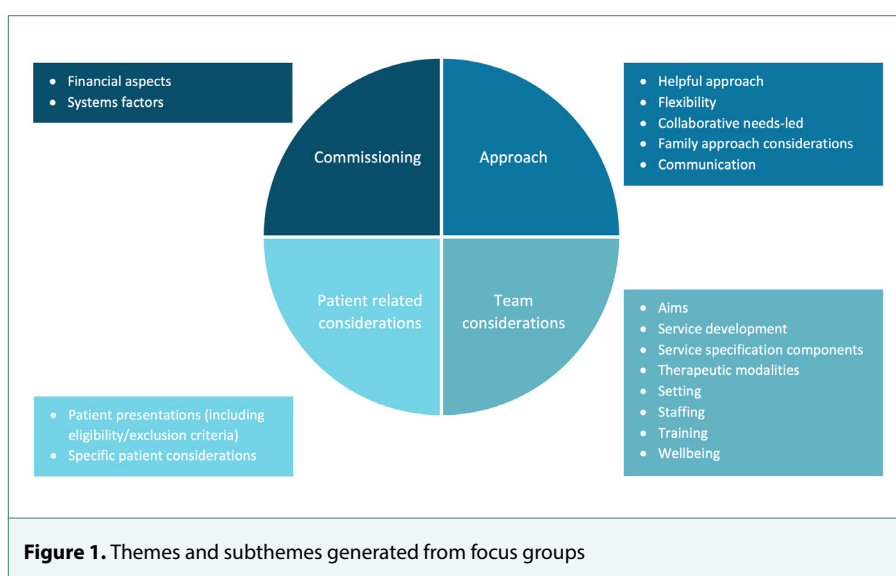 • Financial aspects
• Systems factors
Commissioning
Approach
• Helpful approach
• Flexibility
• Collaborative needs-led
• Family approach considerations
• Communication
Patient related
considerations
Team
considerations
• Patient presentations (including
eligibility/exclusion criteria)
• Specific patient considerations
• Aims
• Service development
• Service specification components
• Therapeutic modalities
• Setting
• Staffing
• Training
• Wellbeing
Figure 1. Themes and subthemes generated from focus groups